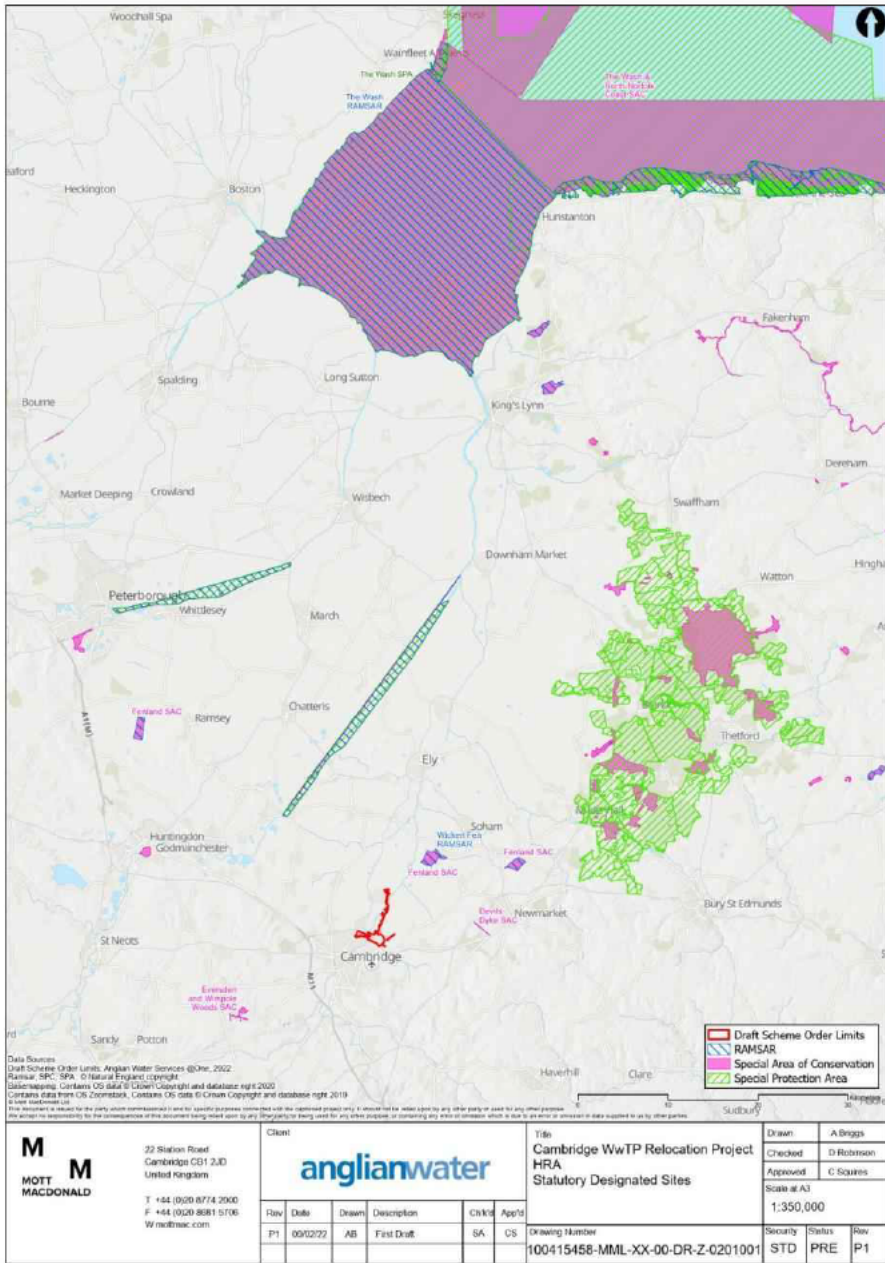 Woodhall Spa
The Wash SPA
The Wash
RAMSAR
The Wash &
North Norfolk
Coast SAC
Heckington
Boston
Hunstanton
Fakenham
Spalding
Long Sutton
Bourne
King's Lynn
Dereham
Market Deeping
Crowland
Wisbech
Swaffham
Downham Market
Watton
Peterborough
Whittlesey
March
Fenland SAC
Ramsey
Chatteris
A1(M)
Thetford
Ely
Huntingdon
Godmanchester
Soham
Wicken Fen
RAMSAR
Fenland SAC
Fenland SAC
Devils
Dyke SAC
Newmarket
Bury St Edmunds
St Neots
Cambridge
M11
Eversden
and Wimpole
Woods SAC
Sandy
Potton
Haverhill
Clare
Sudbury
Draft Scheme Order Limits
RAMSAR
Special Area of Conservation
Special Protection Area
0 10 20 30
Kilometres
Data Sources
Draft Scheme Order Limits: Anglian Water Services @One, 2022
Ramsar, SPC, SPA: © Natural England copyright.
Basemapping: Contains OS data © Crown Copyright and database right 2020
Contains data from OS Zoomstack, Contains OS data © Crown Copyright and database right 2019
M
M
MOTT
MACDONALD
22 Station Road
Cambridge CB1 2JD
United Kingdom
T +44 (0)20 8774 2000
F +44 (0)20 8681 5706
W mottmac.com
Client
anglianwater
Rev Date Drawn Description Ch'k'd App'd
P1 09/02/22 AB First Draft SA CS
Title
Cambridge WwTP Relocation Project
HRA
Statutory Designated Sites
Drawing Number
100415458-MML-XX-00-DR-Z-0201001
Drawn A Briggs
Checked D Robinson
Approved C Squires
Scale at A3
1:350,000
Security Status Rev
STD PRE P1